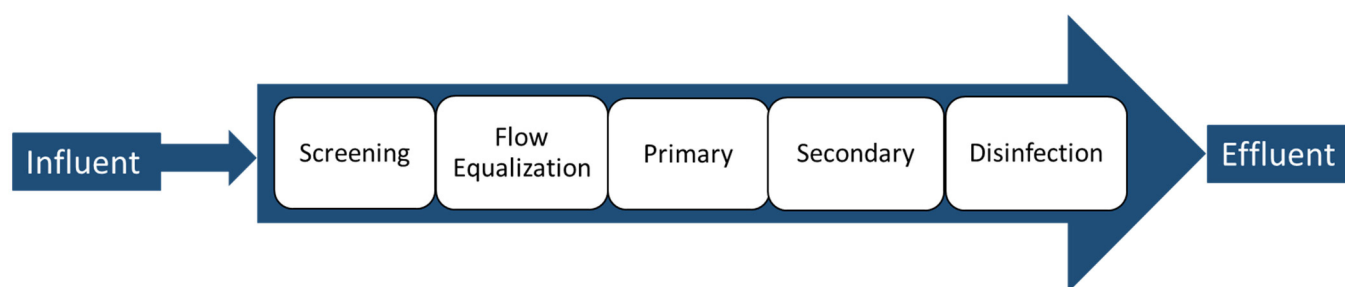 Influent
Screening
Flow
Equalization
Primary
Secondary
Disinfection
Effluent